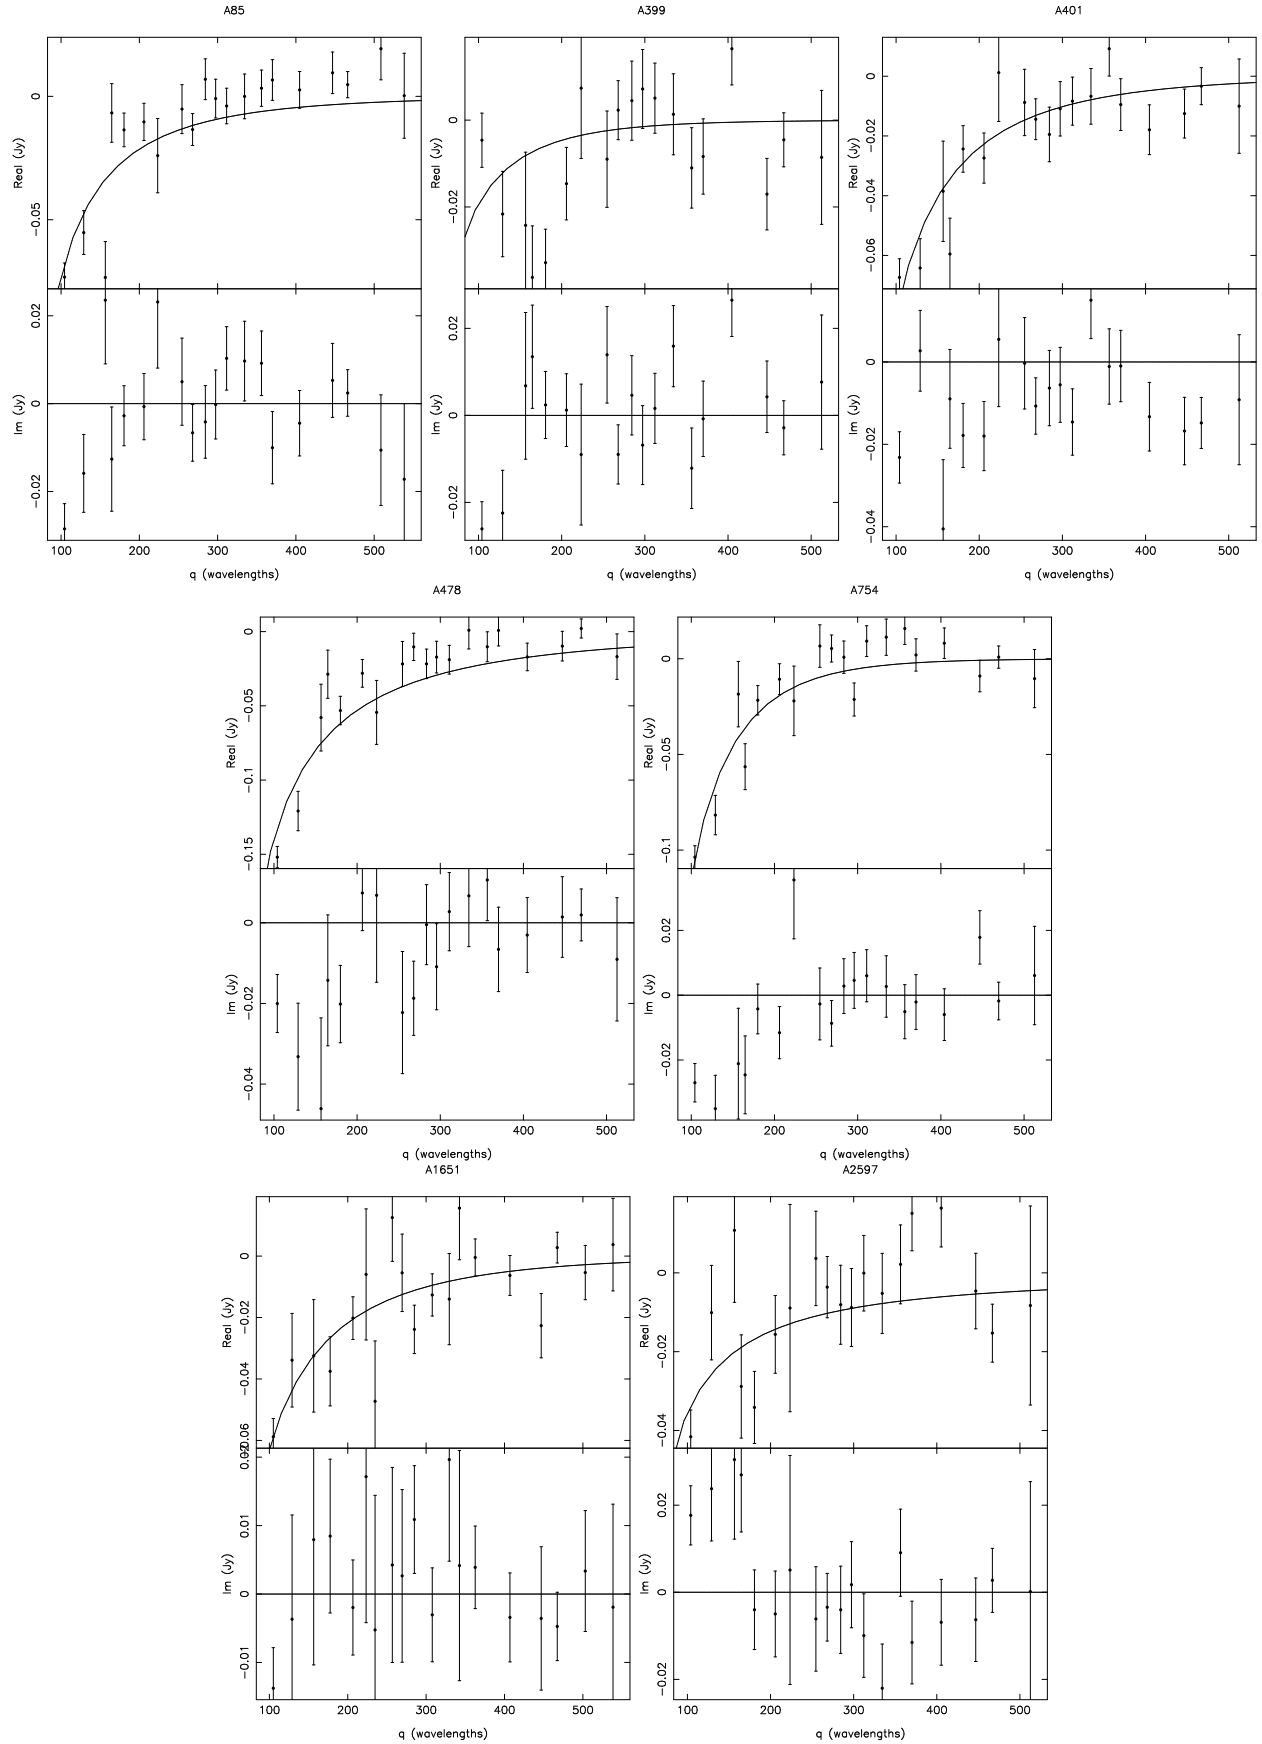 A85 A399 A401
0 0 0
Real (Jy) Real (Jy) Real (Jy)
−0.02 −0.02
−0.04
−0.05
−0.06
0.02 0.02
0 0 0
Im (Jy) Im (Jy) Im (Jy)
−0.02 −0.02 −0.02
−0.04
100 200 300 400 500 100 200 300 400 500 100 200 300 400 500
q (wavelengths) q (wavelengths) q (wavelengths)
A478 A754
0 0
−0.05 −0.05
Real (Jy) Real (Jy)
−0.1 −0.1
−0.15
0.02
0 0
Im (Jy) Im (Jy)
−0.02 −0.02
−0.04
100 200 300 400 500 100 200 300 400 500
q (wavelengths) q (wavelengths)
A1651 A2597
0 0
Real (Jy) Real (Jy)
−0.02 −0.02
−0.04 −0.04
−0.06
0.02 0.02
0.01
0 0
Im (Jy) Im (Jy)
−0.01 −0.02
100 200 300 400 500 100 200 300 400 500
q (wavelengths) q (wavelengths)